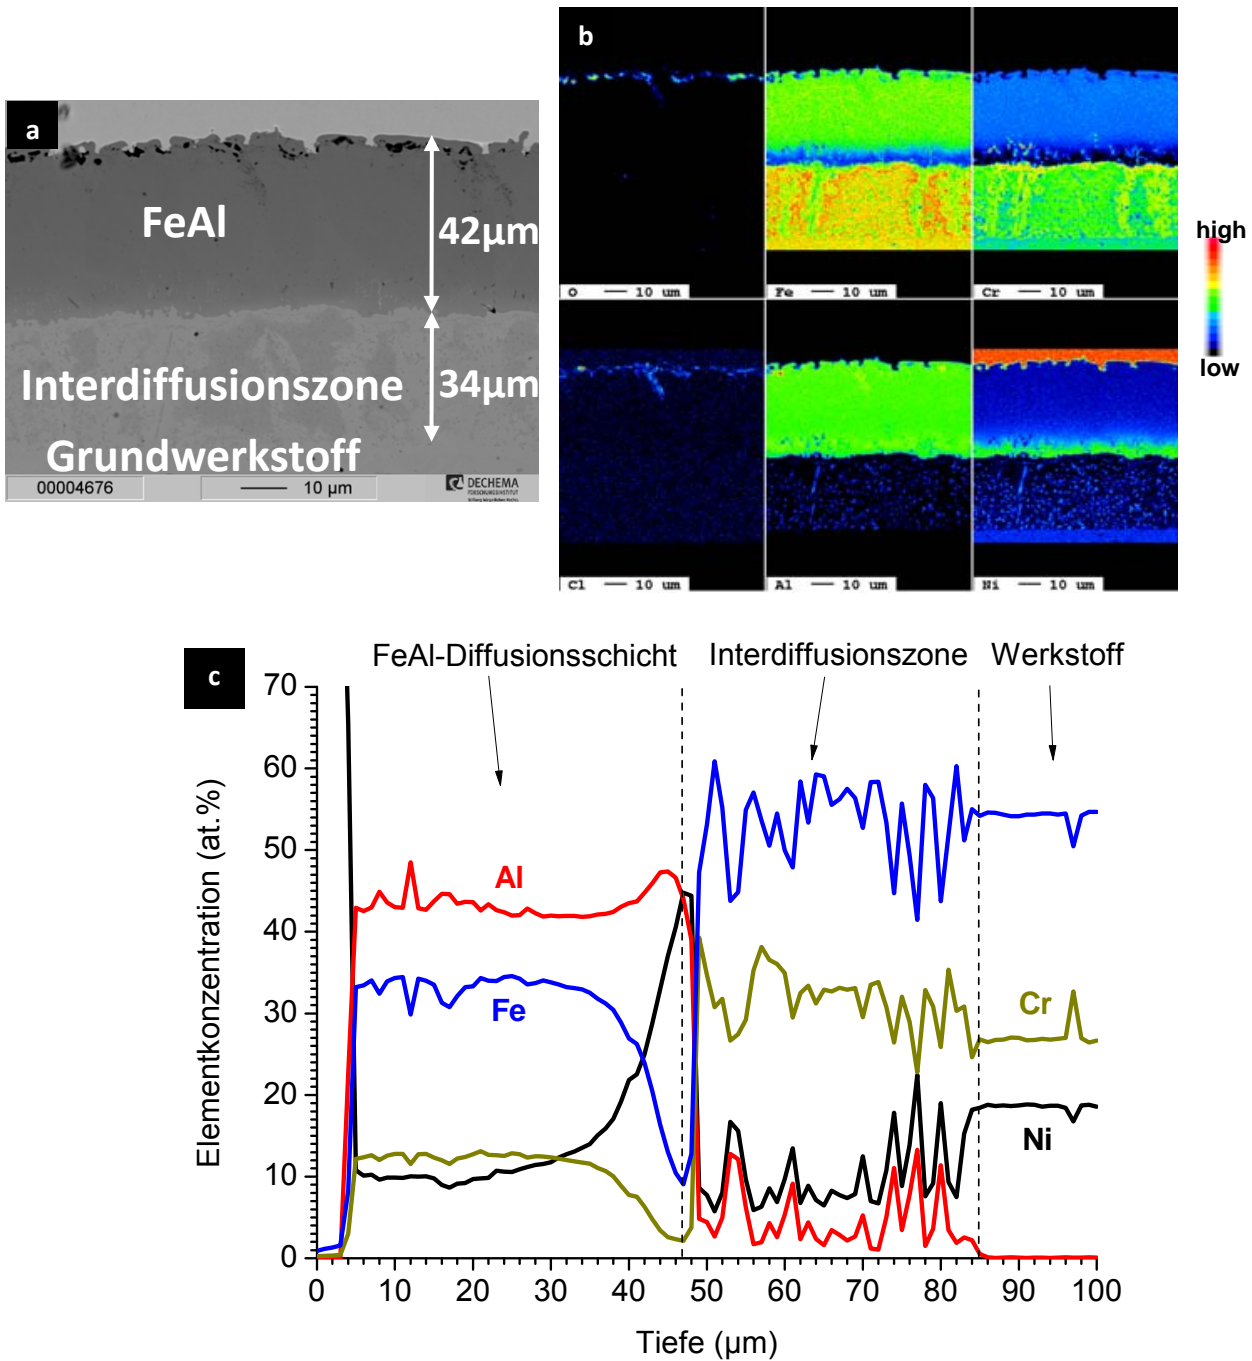 a
FeAl
42µm
Interdiffusionszone
34µm
Grundwerkstoff
00004676
10 µm
DECHEMA
FORSCHUNGSINSTITUT
b
O 10 um
Fe 10 um
Cr 10 um
Cl 10 um
Al 10 um
Ni 10 um
high
low
c
FeAl-Diffusionsschicht
Interdiffusionszone
Werkstoff
Elementkonzentration (at.%)
70
60
50
40
30
20
10
0
Al
Fe
Cr
Ni
0 10 20 30 40 50 60 70 80 90 100
Tiefe (µm)